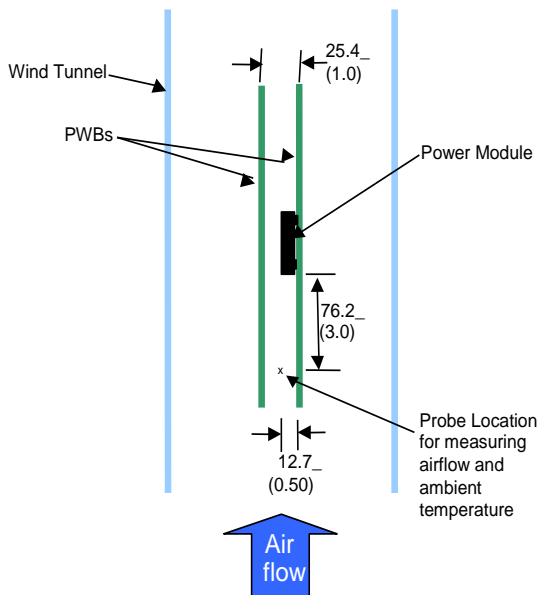 25.4_
(1.0)
Wind Tunnel
PWBs
Power Module
76.2_
(3.0)
x
Probe Location
for measuring
airflow and
ambient
temperature
12.7_
(0.50)
Air
flow